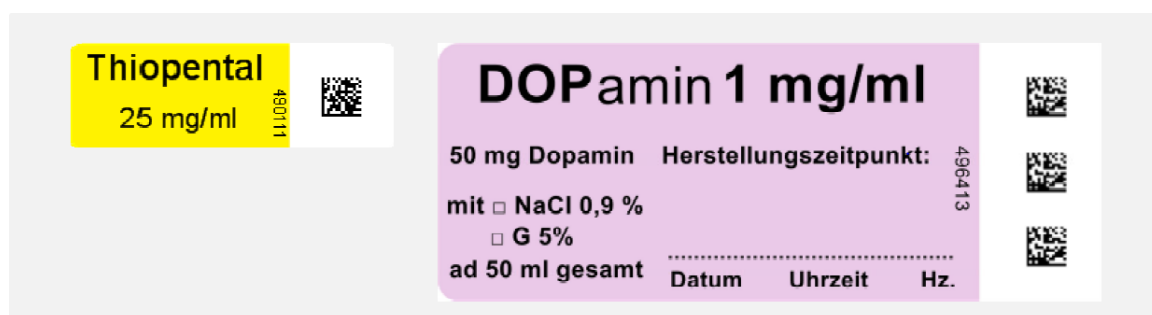 Thiopental
25 mg/ml
490111
DOPamin 1 mg/ml
50 mg Dopamin Herstellungszeitpunkt:
mit □ NaCl 0,9 %
□ G 5%
ad 50 ml gesamt
Datum Uhrzeit Hz.
496413